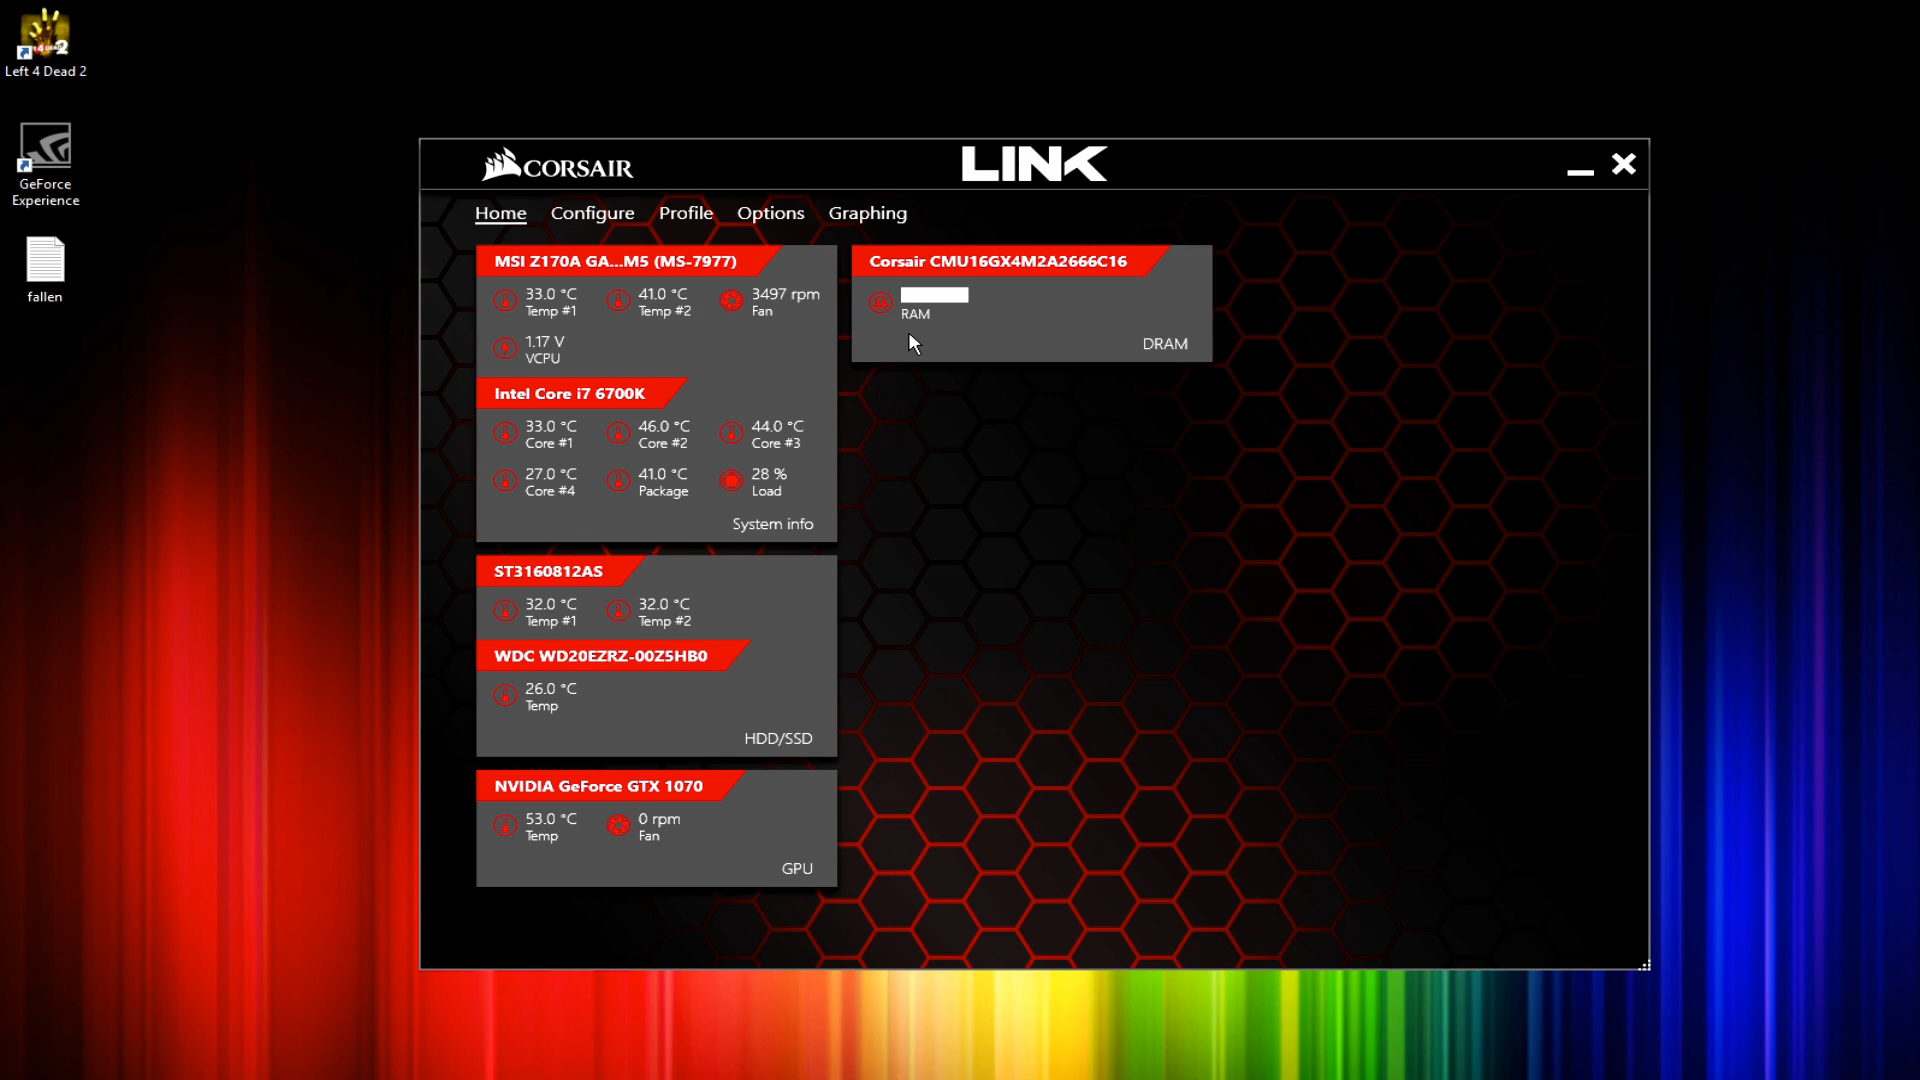 Left 4 Dead 2
GeForce
Experience
fallen
CORSAIR
LINK
Home Configure Profile Options Graphing
MSI Z170A GA...M5 (MS-7977)
33.0 °C 41.0 °C 3497 rpm
Temp #1 Temp #2 Fan
1.17 V
VCPU
Intel Core i7 6700K
33.0 °C 46.0 °C 44.0 °C
Core #1 Core #2 Core #3
27.0 °C 41.0 °C 28 %
Core #4 Package Load
System info
ST3160812AS
32.0 °C 32.0 °C
Temp #1 Temp #2
WDC WD20EZRZ-00Z5HB0
26.0 °C
Temp
HDD/SSD
NVIDIA GeForce GTX 1070
53.0 °C 0 rpm
Temp Fan
GPU
Corsair CMU16GX4M2A2666C16
RAM
DRAM